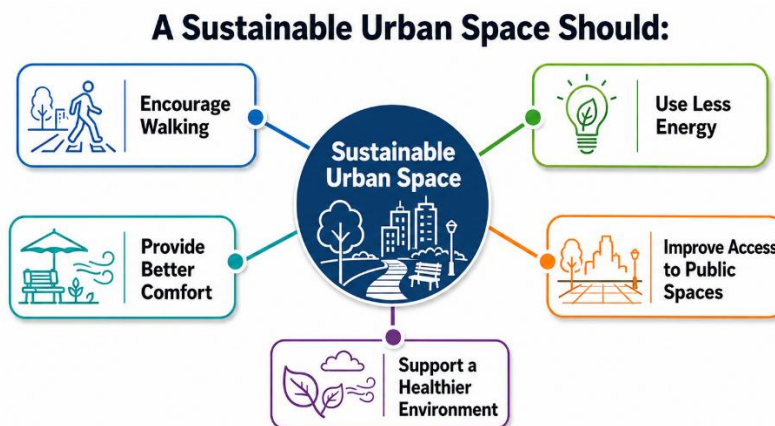 A Sustainable Urban Space Should:
Encourage
Walking
Use Less
Energy
Sustainable
Urban Space
Provide
Better
Comfort
Improve Access
to Public
Spaces
Support a
Healthier
Environment